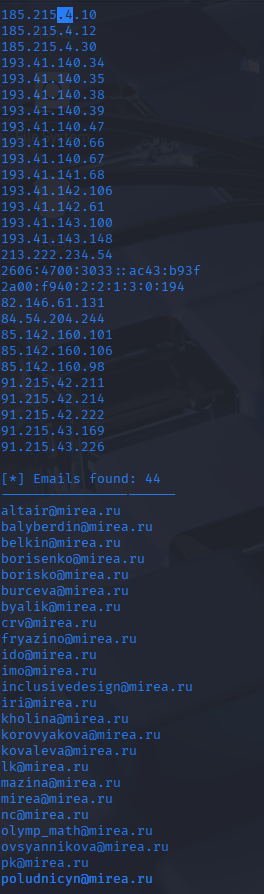 185.215.4.10
185.215.4.12
185.215.4.30
193.41.140.34
193.41.140.35
193.41.140.38
193.41.140.39
193.41.140.47
193.41.140.66
193.41.140.67
193.41.141.68
193.41.142.106
193.41.142.61
193.41.143.100
193.41.143.148
213.222.234.54
2606:4700:3033::ac43:b93f
2a00:f940:2:2:1:3:0:194
82.146.61.131
84.54.204.244
85.142.160.101
85.142.160.106
85.142.160.98
91.215.42.211
91.215.42.214
91.215.42.222
91.215.43.169
91.215.43.226
[*] Emails found: 44
----------------------
altair@mirea.ru
balyberdin@mirea.ru
belkin@mirea.ru
borisenko@mirea.ru
borisko@mirea.ru
burceva@mirea.ru
byalik@mirea.ru
crv@mirea.ru
fryazino@mirea.ru
ido@mirea.ru
imo@mirea.ru
inclusivedesign@mirea.ru
iri@mirea.ru
kholina@mirea.ru
korovyakova@mirea.ru
kovaleva@mirea.ru
lk@mirea.ru
mazina@mirea.ru
mirea@mirea.ru
nc@mirea.ru
olymp_math@mirea.ru
ovsyannikova@mirea.ru
pk@mirea.ru
poludnicyn@mirea.ru